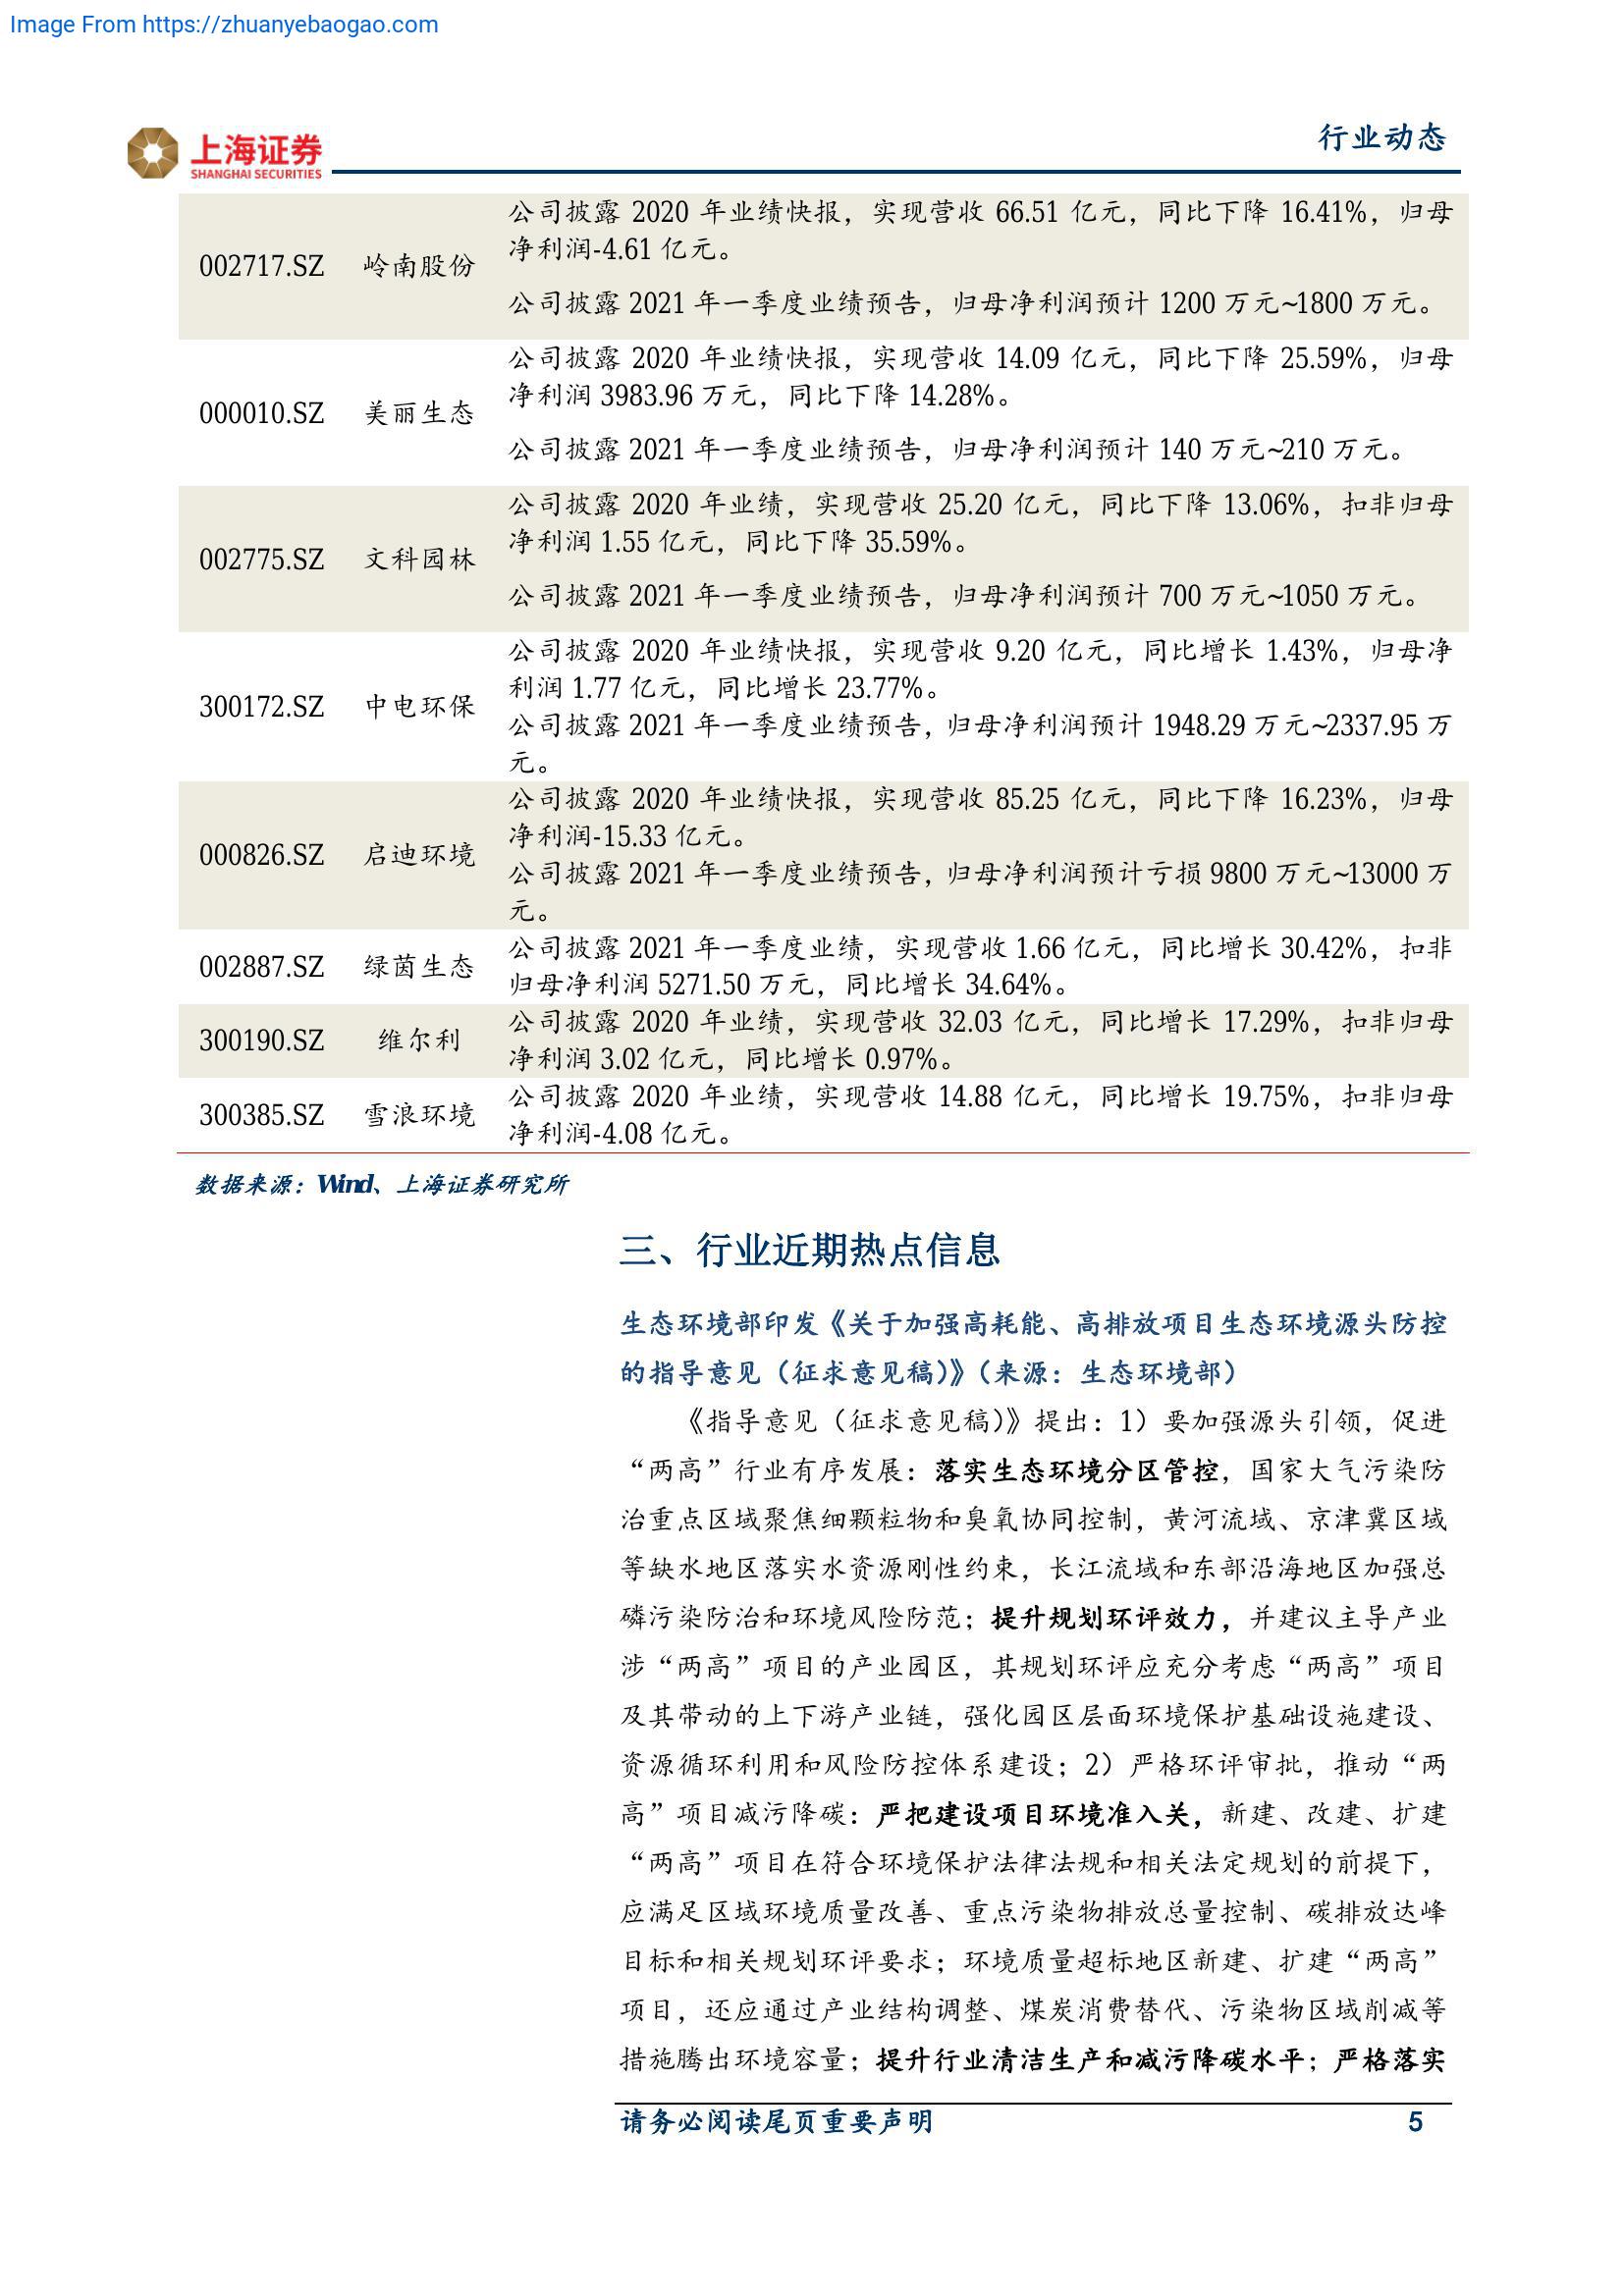 Image From https://zhuanyebaogao.com
上海证券
SHANGHAI SECURITIES
行业动态
002717.SZ 岭南股份
公司披露 2020 年业绩快报，实现营收 66.51 亿元，同比下降 16.41%，归母
净利润-4.61 亿元。
公司披露 2021 年一季度业绩预告，归母净利润预计 1200 万元~1800 万元。
000010.SZ 美丽生态
公司披露 2020 年业绩快报，实现营收 14.09 亿元，同比下降 25.59%，归母
净利润 3983.96 万元，同比下降 14.28%。
公司披露 2021 年一季度业绩预告，归母净利润预计 140 万元~210 万元。
002775.SZ 文科园林
公司披露 2020 年业绩，实现营收 25.20 亿元，同比下降 13.06%，扣非归母
净利润 1.55 亿元，同比下降 35.59%。
公司披露 2021 年一季度业绩预告，归母净利润预计 700 万元~1050 万元。
300172.SZ 中电环保
公司披露 2020 年业绩快报，实现营收 9.20 亿元，同比增长 1.43%，归母净
利润 1.77 亿元，同比增长 23.77%。
公司披露 2021 年一季度业绩预告，归母净利润预计 1948.29 万元~2337.95 万
元。
000826.SZ 启迪环境
公司披露 2020 年业绩快报，实现营收 85.25 亿元，同比下降 16.23%，归母
净利润-15.33 亿元。
公司披露 2021 年一季度业绩预告，归母净利润预计亏损 9800 万元~13000 万
元。
002887.SZ 绿茵生态
公司披露 2021 年一季度业绩，实现营收 1.66 亿元，同比增长 30.42%，扣非
归母净利润 5271.50 万元，同比增长 34.64%。
300190.SZ 维尔利
公司披露 2020 年业绩，实现营收 32.03 亿元，同比增长 17.29%，扣非归母
净利润 3.02 亿元，同比增长 0.97%。
300385.SZ 雪浪环境
公司披露 2020 年业绩，实现营收 14.88 亿元，同比增长 19.75%，扣非归母
净利润-4.08 亿元。
数据来源：Wind、上海证券研究所
三、行业近期热点信息
生态环境部印发《关于加强高耗能、高排放项目生态环境源头防控
的指导意见（征求意见稿）》（来源：生态环境部）
《指导意见（征求意见稿）》提出：1）要加强源头引领，促进
“两高”行业有序发展：落实生态环境分区管控，国家大气污染防
治重点区域聚焦细颗粒物和臭氧协同控制，黄河流域、京津冀区域
等缺水地区落实水资源刚性约束，长江流域和东部沿海地区加强总
磷污染防治和环境风险防范；提升规划环评效力，并建议主导产业
涉“两高”项目的产业园区，其规划环评应充分考虑“两高”项目
及其带动的上下游产业链，强化园区层面环境保护基础设施建设、
资源循环利用和风险防控体系建设；2）严格环评审批，推动“两
高”项目减污降碳：严把建设项目环境准入关，新建、改建、扩建
“两高”项目在符合环境保护法律法规和相关法定规划的前提下，
应满足区域环境质量改善、重点污染物排放总量控制、碳排放达峰
目标和相关规划环评要求；环境质量超标地区新建、扩建“两高”
项目，还应通过产业结构调整、煤炭消费替代、污染物区域削减等
措施腾出环境容量；提升行业清洁生产和减污降碳水平；严格落实
请务必阅读尾页重要声明 5